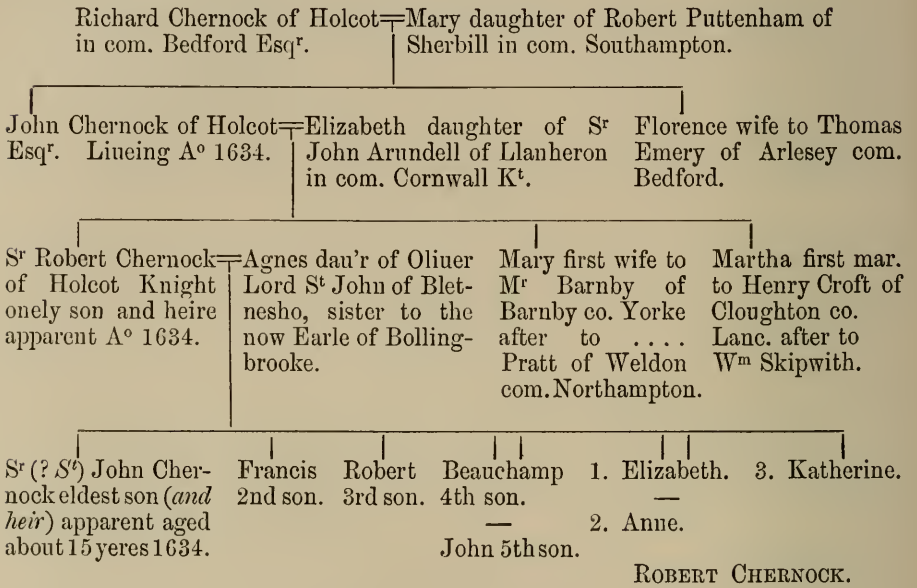 Richard Chernock of Holcot
in com. Bedford Esqʳ.
Mary daughter of Robert Puttenham of
Sherbill in com. Southampton.
John Chernock of Holcot
Esqʳ. Liueing Aᵒ 1634.
Elizabeth daughter of Sʳ
John Arundell of Llanheron
in com. Cornwall Kᵗ.
Florence wife to Thomas
Emery of Arlesey com.
Bedford.
Sʳ Robert Chernock
of Holcot Knight
onely son and heire
apparent Aᵒ 1634.
Agnes dau'r of Oliuer
Lord Sᵗ John of Blet-
nesho, sister to the
now Earle of Bolling-
brooke.
Mary first wife to
Mʳ Barnby of
Barnby co. Yorke
after to ....
Pratt of Weldon
com. Northampton.
Martha first mar.
to Henry Croft of
Cloughton co.
Lanc. after to
Wᵐ Skipwith.
Sʳ (? Sᵗ) John Cher-
nock eldest son (and
heir) apparent aged
about 15 yeres 1634.
Francis
2nd son.
Robert
3rd son.
Beauchamp
4th son.
—
John 5th son.
1. Elizabeth.
—
2. Anne.
3. Katherine.
ROBERT CHERNOCK.